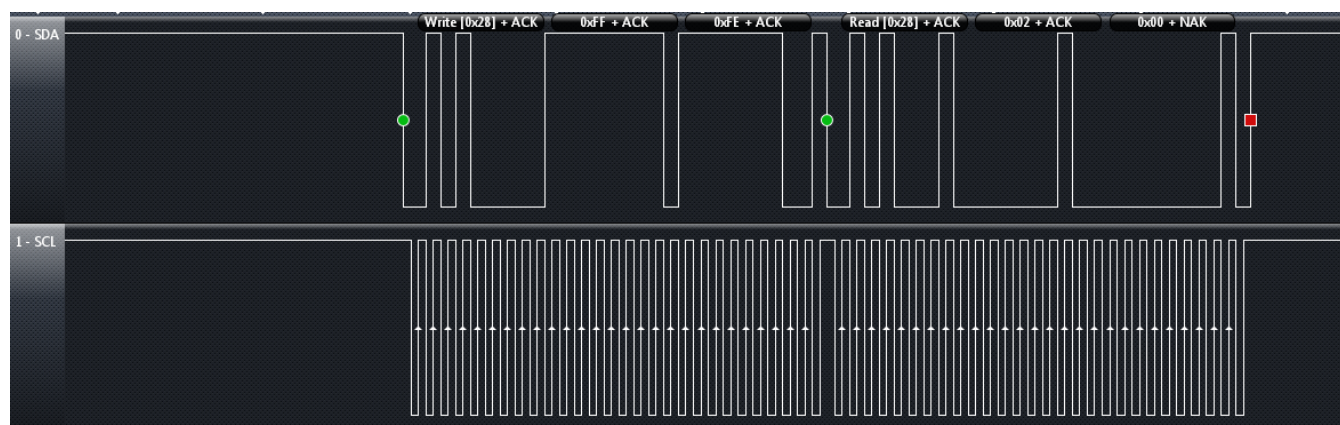 Write [0x28] + ACK 0xFF + ACK 0xFE + ACK Read [0x28] + ACK 0x02 + ACK 0x00 + NAK
0 - SDA
1 - SCL